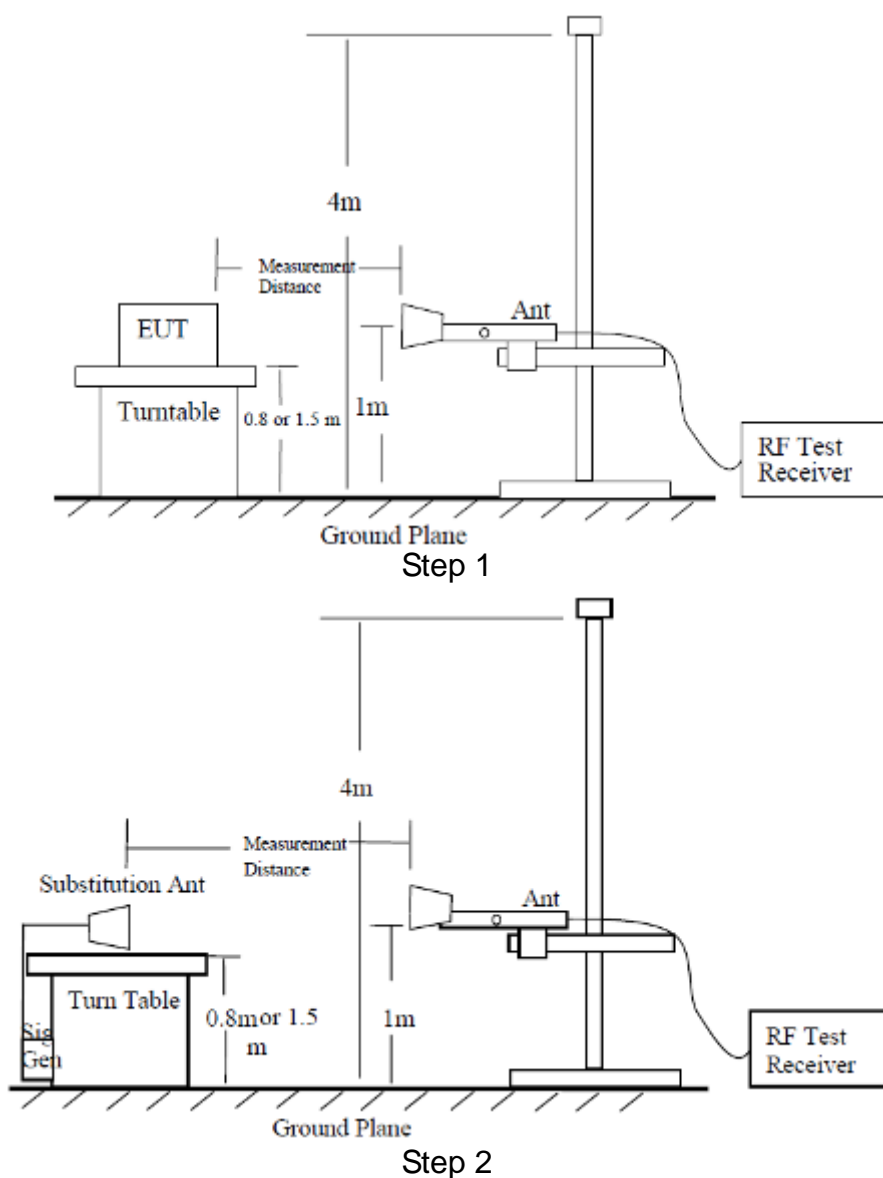 4m
Measurement
Distance
EUT
Ant
Turntable
0.8 or 1.5 m
1m
RF Test
Receiver
Ground Plane
Step 1
4m
Measurement
Distance
Substitution Ant
Ant
Turn Table
0.8m or 1.5
m
1m
Sig
Gen
RF Test
Receiver
Ground Plane
Step 2